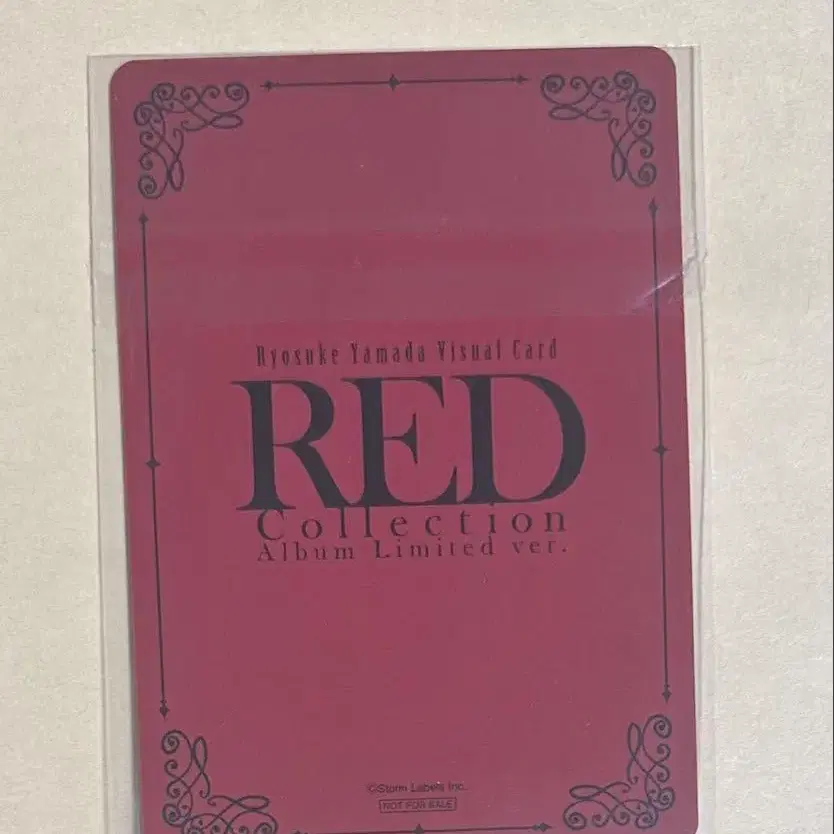 Ryosuke Yamada Visual Card
RED
Collection
Album Limited ver.
©Storm Labels Inc.
NOT FOR SALE